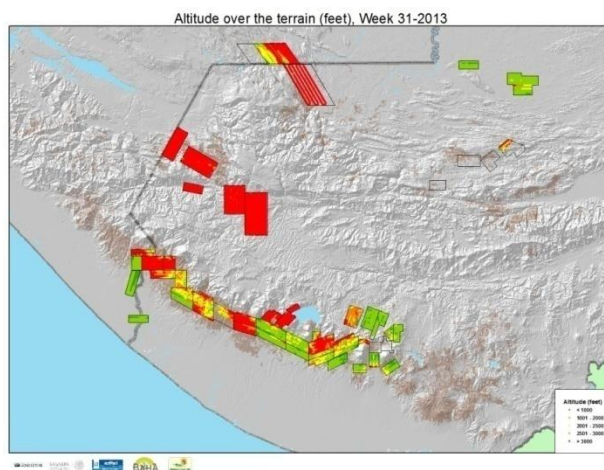 Altitude over the terrain (feet), Week 31-2013
Altitude (feet)
< 1000
1001 - 2000
2001 - 2500
2501 - 3000
> 3000